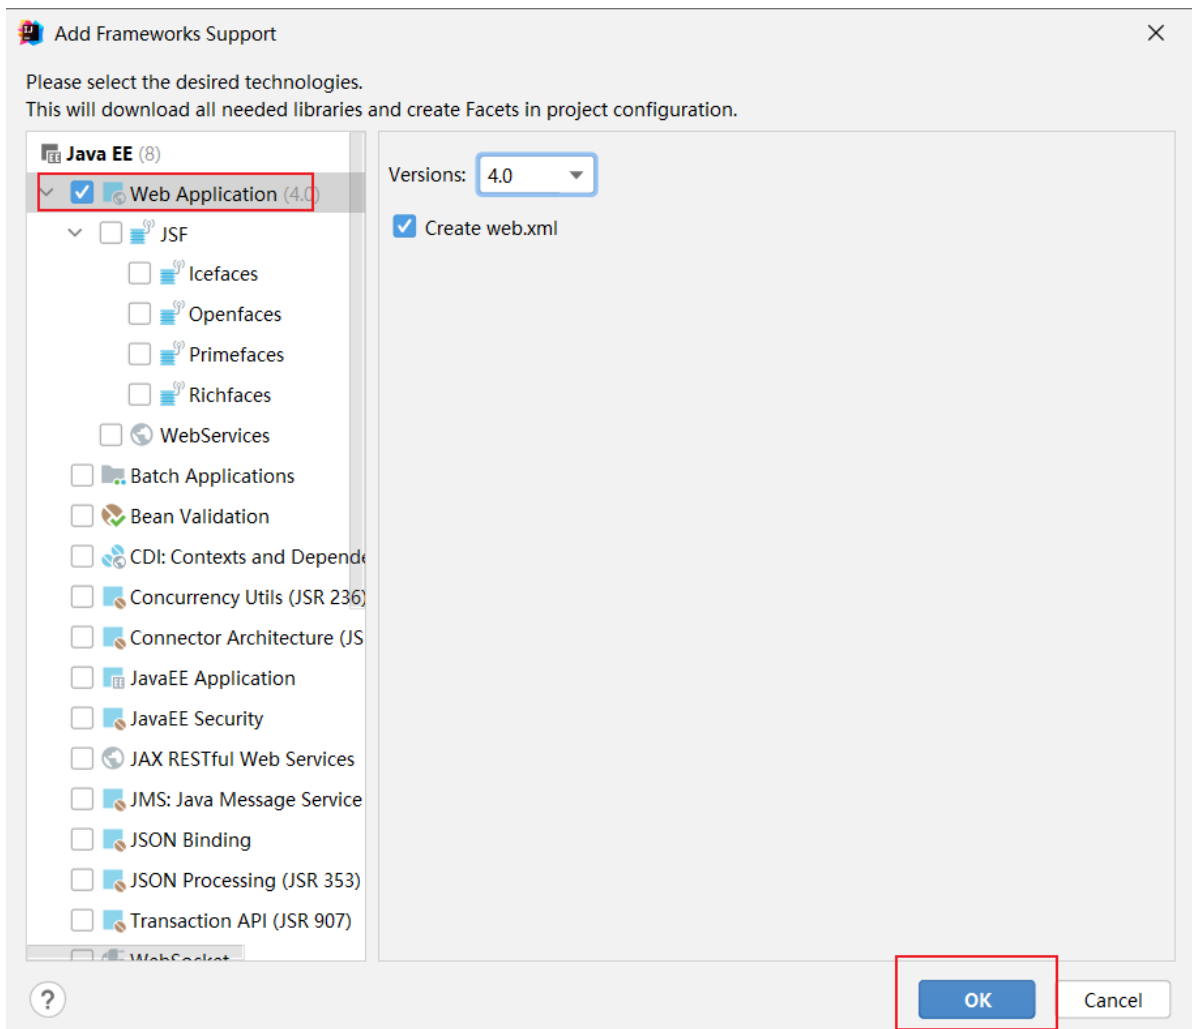 Add Frameworks Support
Please select the desired technologies.
This will download all needed libraries and create Facets in project configuration.
Java EE (8)
Web Application (4.0)
Versions: 4.0
Create web.xml
JSF
Icefaces
Openfaces
Primefaces
Richfaces
WebServices
Batch Applications
Bean Validation
CDI: Contexts and Depende
Concurrency Utils (JSR 236)
Connector Architecture (JS
JavaEE Application
JavaEE Security
JAX RESTful Web Services
JMS: Java Message Service
JSON Binding
JSON Processing (JSR 353)
Transaction API (JSR 907)
WebSocket
?
OK
Cancel